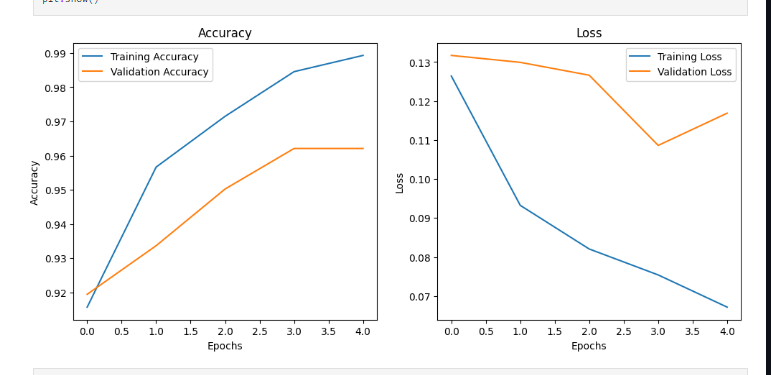 plt.show()
Accuracy
Training Accuracy
Validation Accuracy
0.99
0.98
0.97
0.96
0.95
0.94
0.93
0.92
Accuracy
0.0 0.5 1.0 1.5 2.0 2.5 3.0 3.5 4.0
Epochs
Loss
Training Loss
Validation Loss
0.13
0.12
0.11
0.10
0.09
0.08
0.07
Loss
0.0 0.5 1.0 1.5 2.0 2.5 3.0 3.5 4.0
Epochs